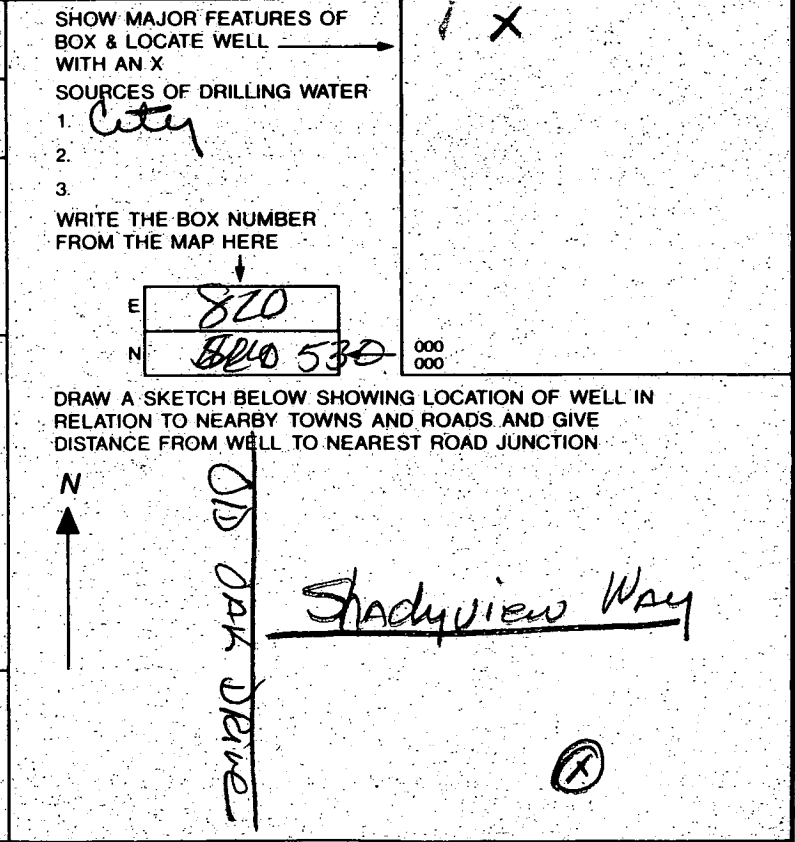 SHOW MAJOR FEATURES OF
BOX & LOCATE WELL
WITH AN X
X
SOURCES OF DRILLING WATER
1. City
2.
3.
WRITE THE BOX NUMBER
FROM THE MAP HERE
E 820
N 530
000
000
DRAW A SKETCH BELOW SHOWING LOCATION OF WELL IN
RELATION TO NEARBY TOWNS AND ROADS AND GIVE
DISTANCE FROM WELL TO NEAREST ROAD JUNCTION
N
Old OAK DRive
ShAdyview WAy
X